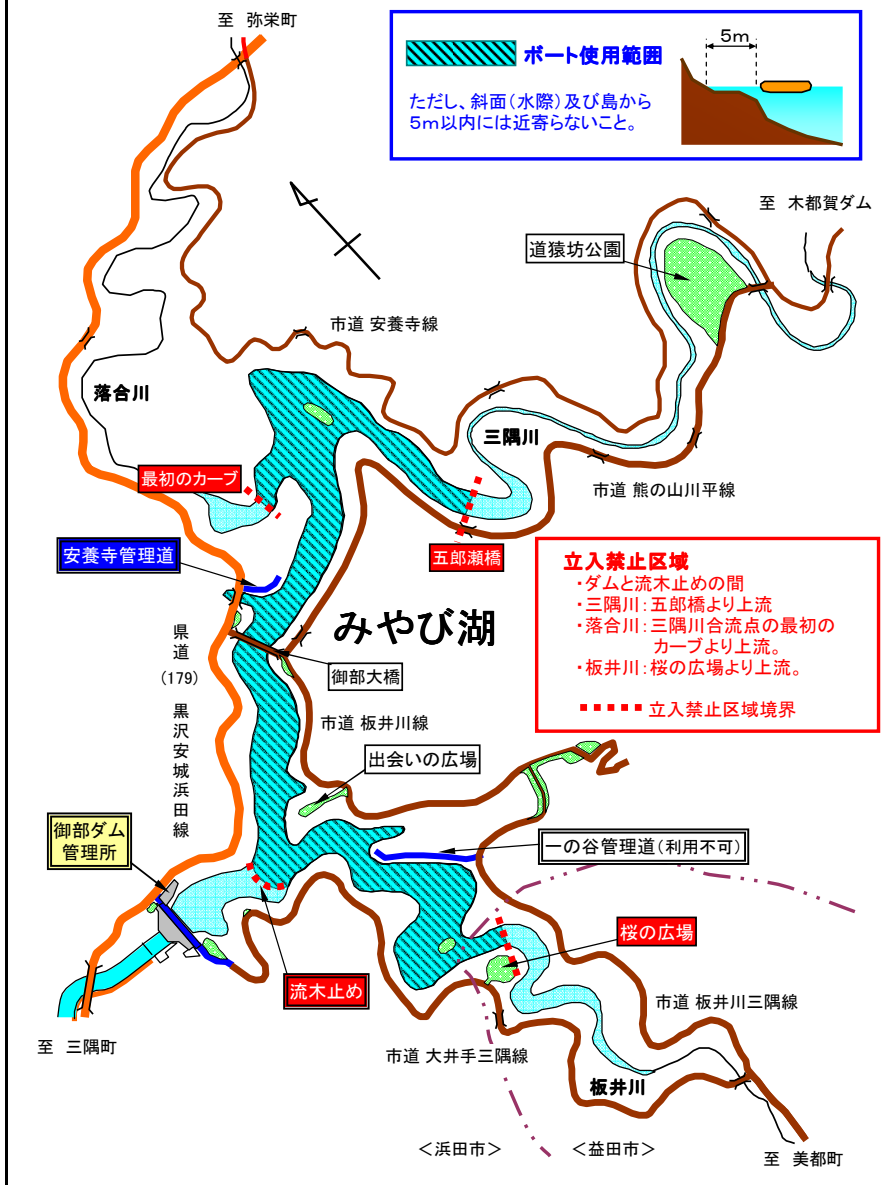 至 弥栄町
5m
ボート使用範囲
ただし、斜面(水際)及び島から
5m以内には近寄らないこと。
至 木都賀ダム
道猿坊公園
市道 安養寺線
落合川
三隅川
最初のカーブ
市道 熊の山川平線
五郎瀬橋
安養寺管理道
立入禁止区域
・ダムと流木止めの間
・三隅川:五郎橋より上流
・落合川:三隅川合流点の最初の
カーブより上流。
・板井川:桜の広場より上流。
立入禁止区域境界
みやび湖
県道
(179)
黒沢安城浜田線
御部大橋
市道 板井川線
出会いの広場
御部ダム
管理所
一の谷管理道(利用不可)
桜の広場
流木止め
市道 板井川三隅線
至 三隅町
市道 大井手三隅線
板井川
<浜田市>
<益田市>
至 美都町